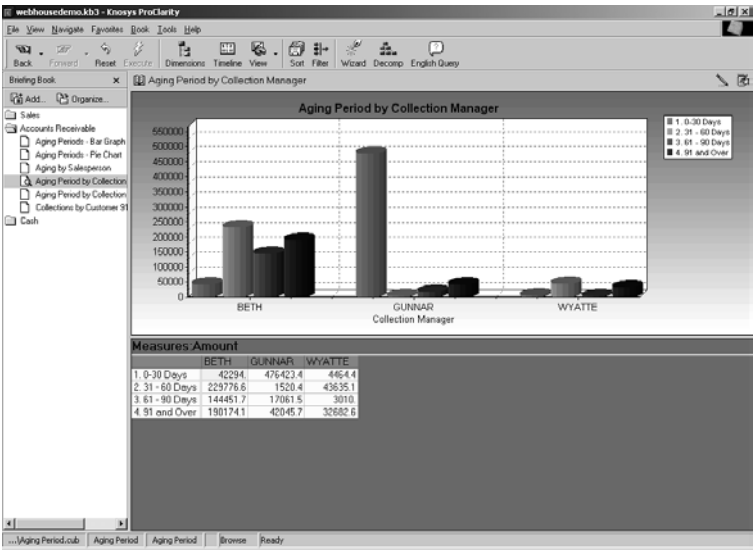 webhousedemo.kb3 - Knosys ProClarity
File View Navigate Favorites Book Tools Help
Back Forward Reset Execute Dimensions Timeline View Sort Filter Wizard Decomp English Query
Briefing Book x Aging Period by Collection Manager
Add... Organize...
Sales
Accounts Receivable
Aging Periods - Bar Graph
Aging Periods - Pie Chart
Aging by Salesperson
Aging Period by Collection
Aging Period by Collection
Collections by Customer 91
Cash
Aging Period by Collection Manager
1. 0-30 Days
2. 31 - 60 Days
3. 61 - 90 Days
4. 91 and Over
550000
500000
450000
400000
350000
300000
250000
200000
150000
100000
50000
0
BETH GUNNAR WYATTE
Collection Manager
Measures:Amount
BETH GUNNAR WYATTE
1. 0-30 Days 42294. 476423.4 4464.4
2. 31 - 60 Days 229776.6 1520.4 43635.1
3. 61 - 90 Days 144451.7 17061.5 3010.
4. 91 and Over 190174.1 42045.7 32682.6
...\Aging Period.cub Aging Period Aging Period Browse Ready